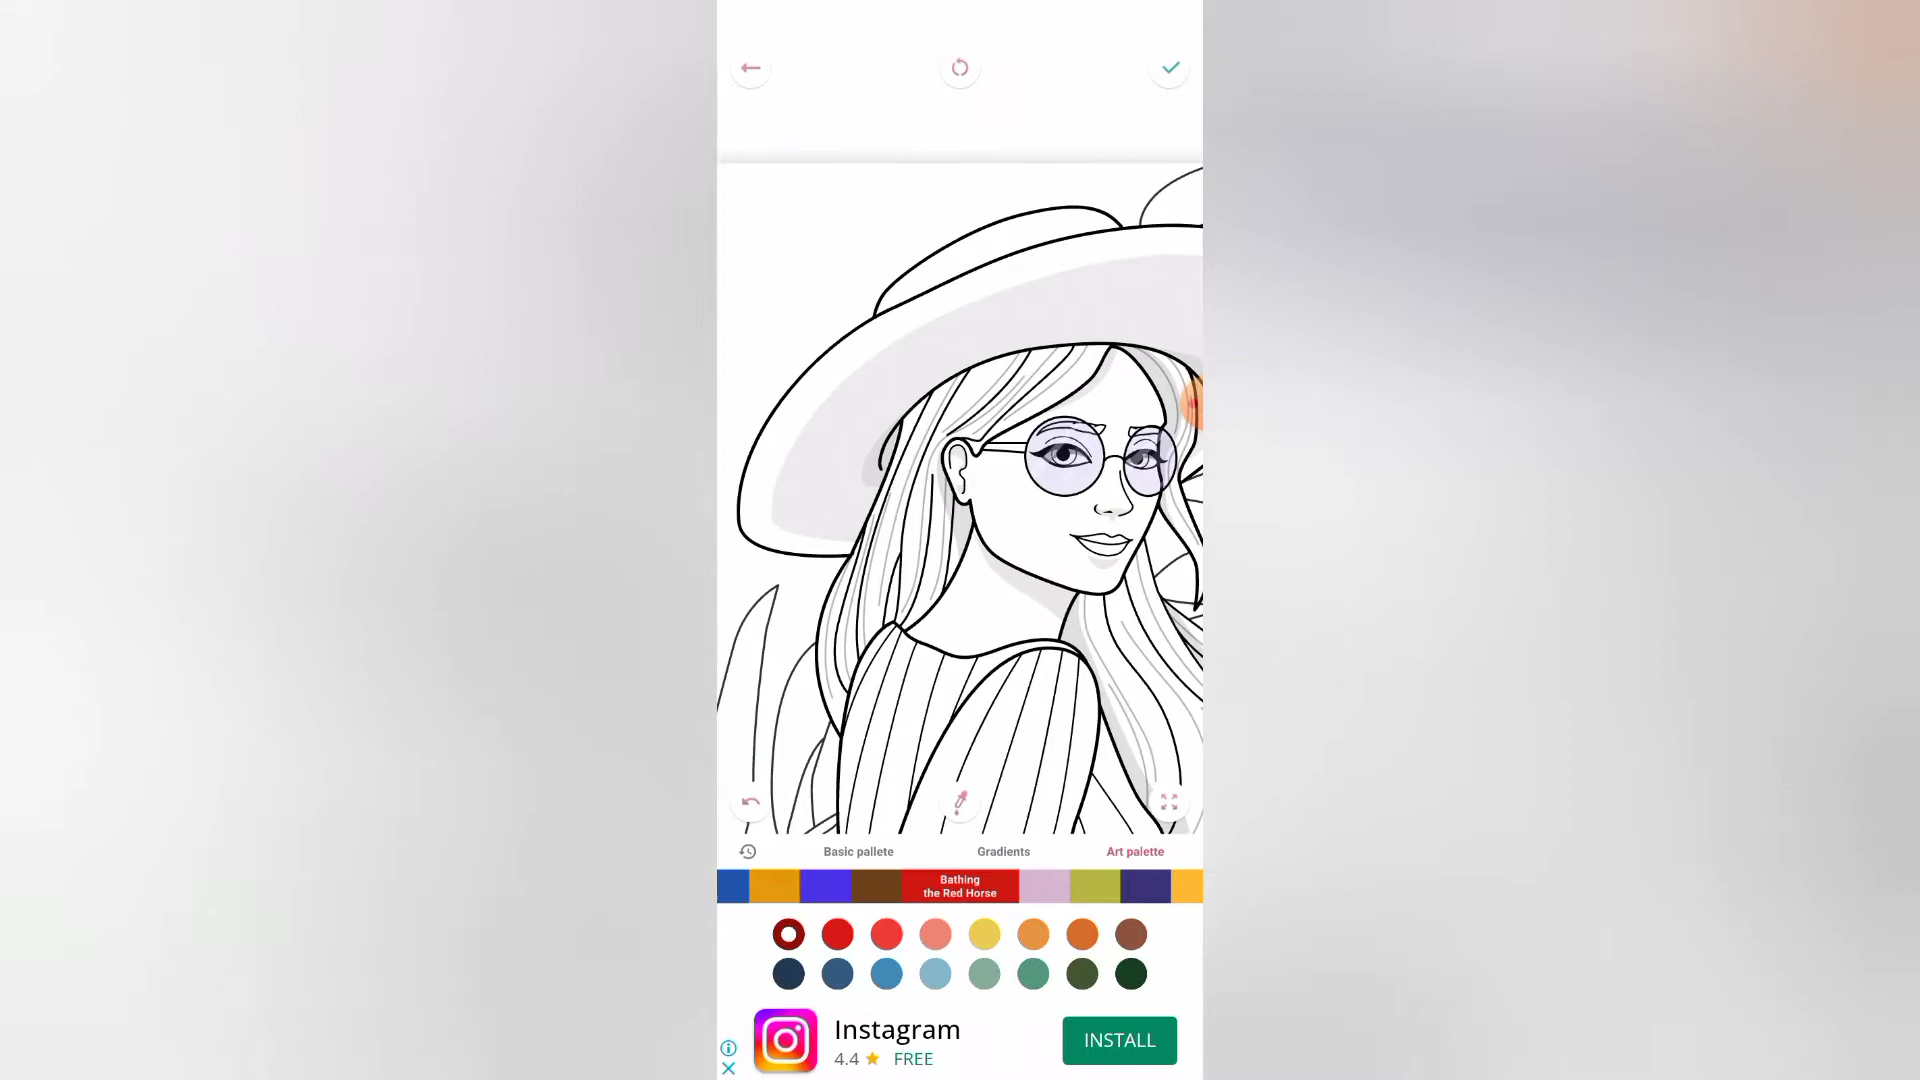 Basic pallete Gradients Art palette
Bathing
the Red Horse
Instagram
4.4 FREE
INSTALL